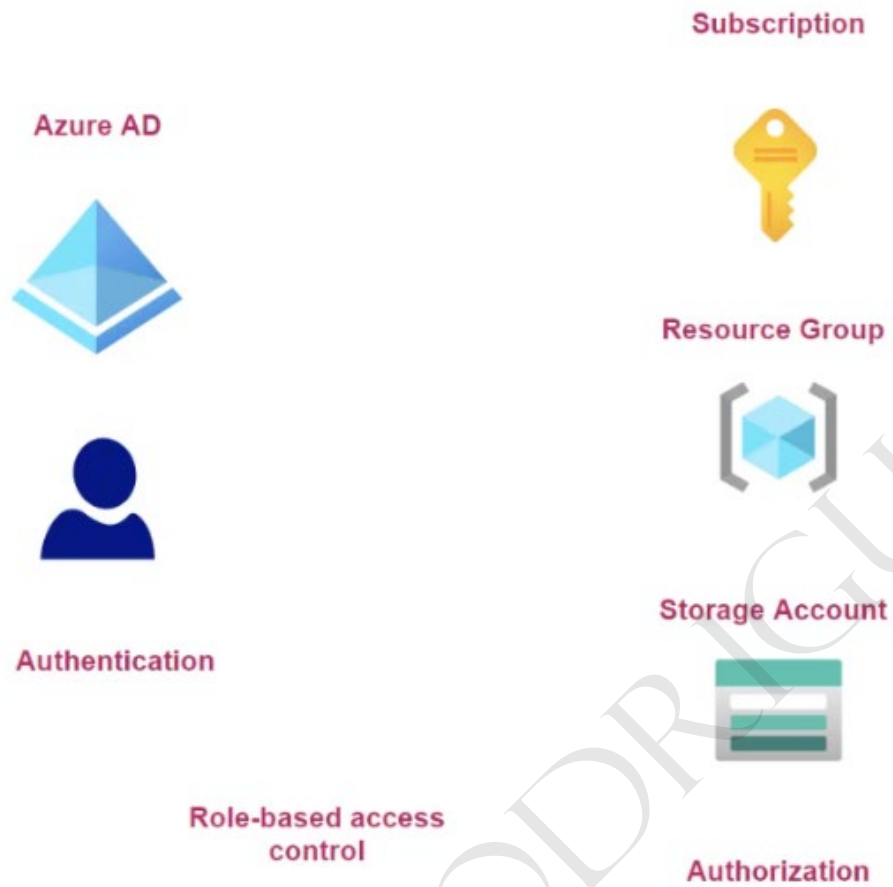 Subscription
Azure AD
Resource Group
Storage Account
Authentication
Role-based access
control
Authorization